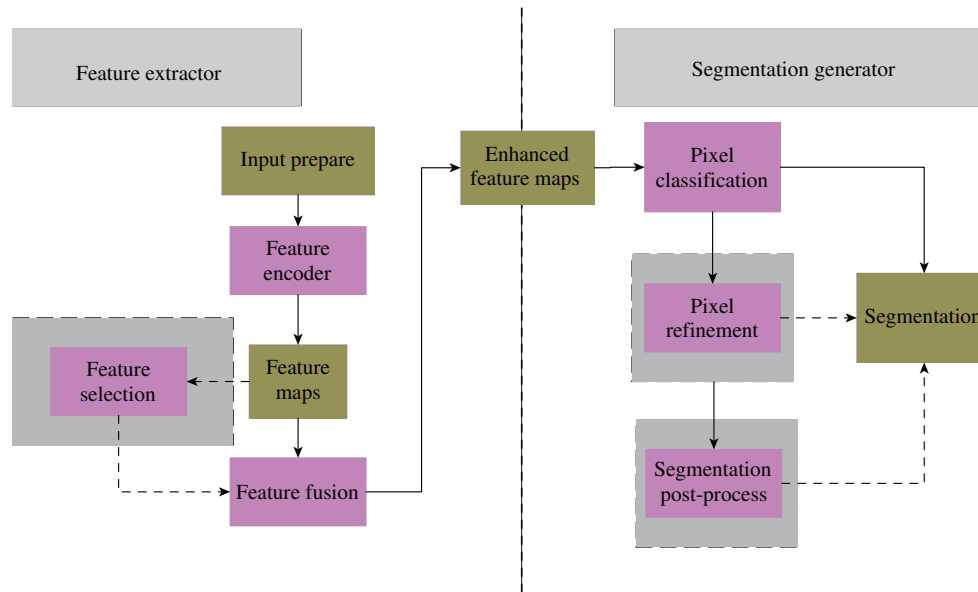 Feature extractor
Segmentation generator
Input prepare
Enhanced
feature maps
Pixel
classification
Feature
encoder
Pixel
refinement
Segmentation
Feature
selection
Feature
maps
Feature fusion
Segmentation
post-process